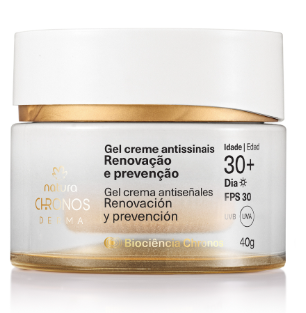 natura
CHRONOS
DERMA
Gel creme antissinais
Renovação
e prevenção
Gel crema antiseñales
Renovación
y prevención
Biociência Chronos
Idade | Edad
30+
Dia
FPS 30
UVB UVA
40g